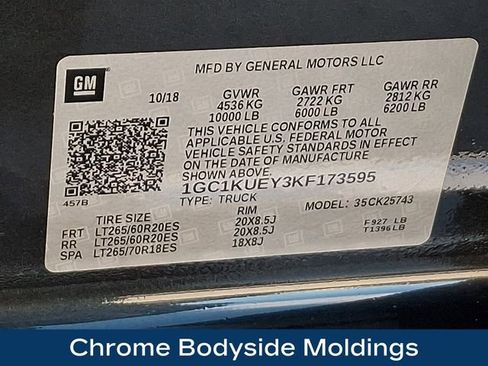 GM
MFD BY GENERAL MOTORS LLC
10/18 GVWR GAWR FRT GAWR RR
4536 KG 2722 KG 2812 KG
10000 LB 6000 LB 6200 LB
THIS VEHICLE CONFORMS TO ALL
APPLICABLE U.S. FEDERAL MOTOR
VEHICLE SAFETY STANDARDS IN EFFECT
ON THE DATE OF MANUFACTURE
SHOWN ABOVE.
1GC1KUEY3KF173595
457B TYPE: TRUCK MODEL: 35CK25743
TIRE SIZE RIM
FRT LT265/60R20ES 20X8.5J F927 LB
RR LT265/60R20ES 20X8.5J T1396LB
SPA LT265/70R18ES 18X8J
Chrome Bodyside Moldings